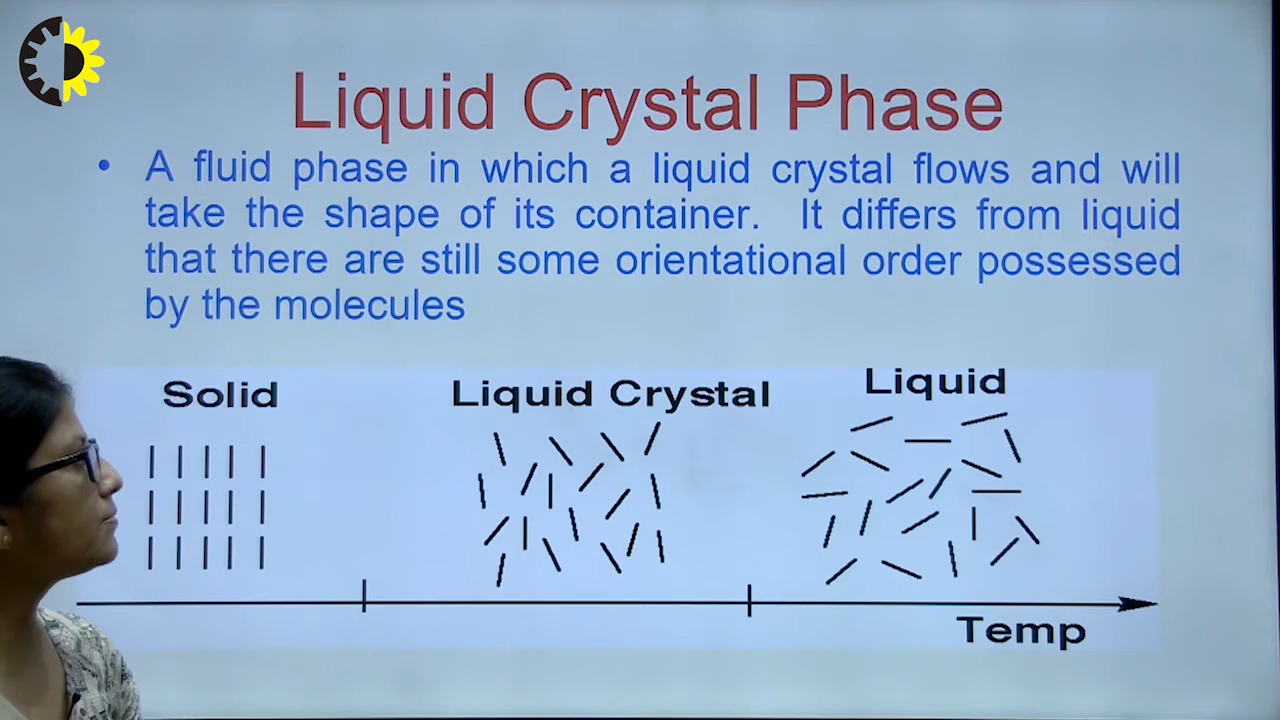 Liquid Crystal Phase
• A fluid phase in which a liquid crystal flows and will
take the shape of its container. It differs from liquid
that there are still some orientational order possessed
by the molecules
Solid
Liquid Crystal
Liquid
Temp